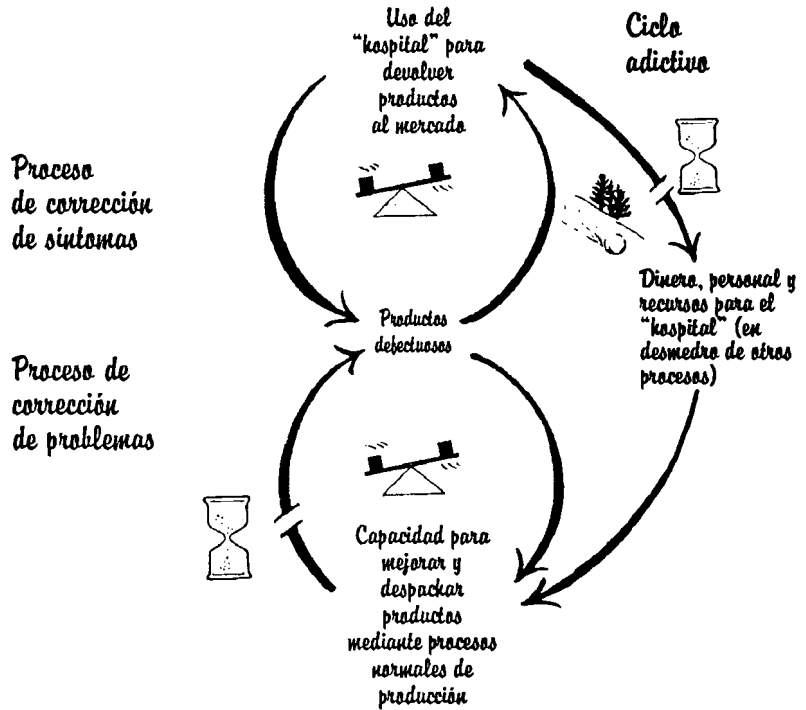 Uso del
“hospital” para
devolver
productos
al mercado
Ciclo
adictivo
Proceso
de corrección
de síntomas
Dinero, personal y
recursos para el
“hospital” (en
desmedro de otros
procesos)
Productos
defectuosos
Proceso de
corrección
de problemas
Capacidad para
mejorar y
despachar
productos
mediante procesos
normales de
producción